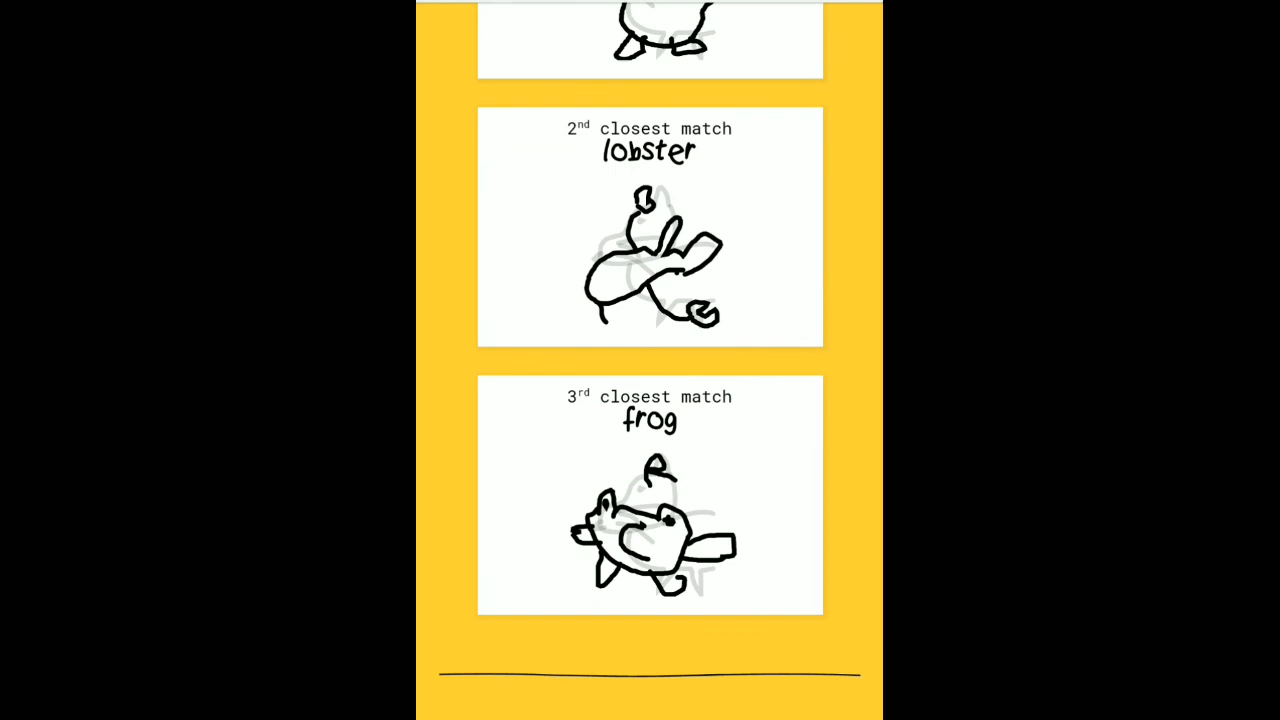 2nd closest match
lobster
3rd closest match
frog